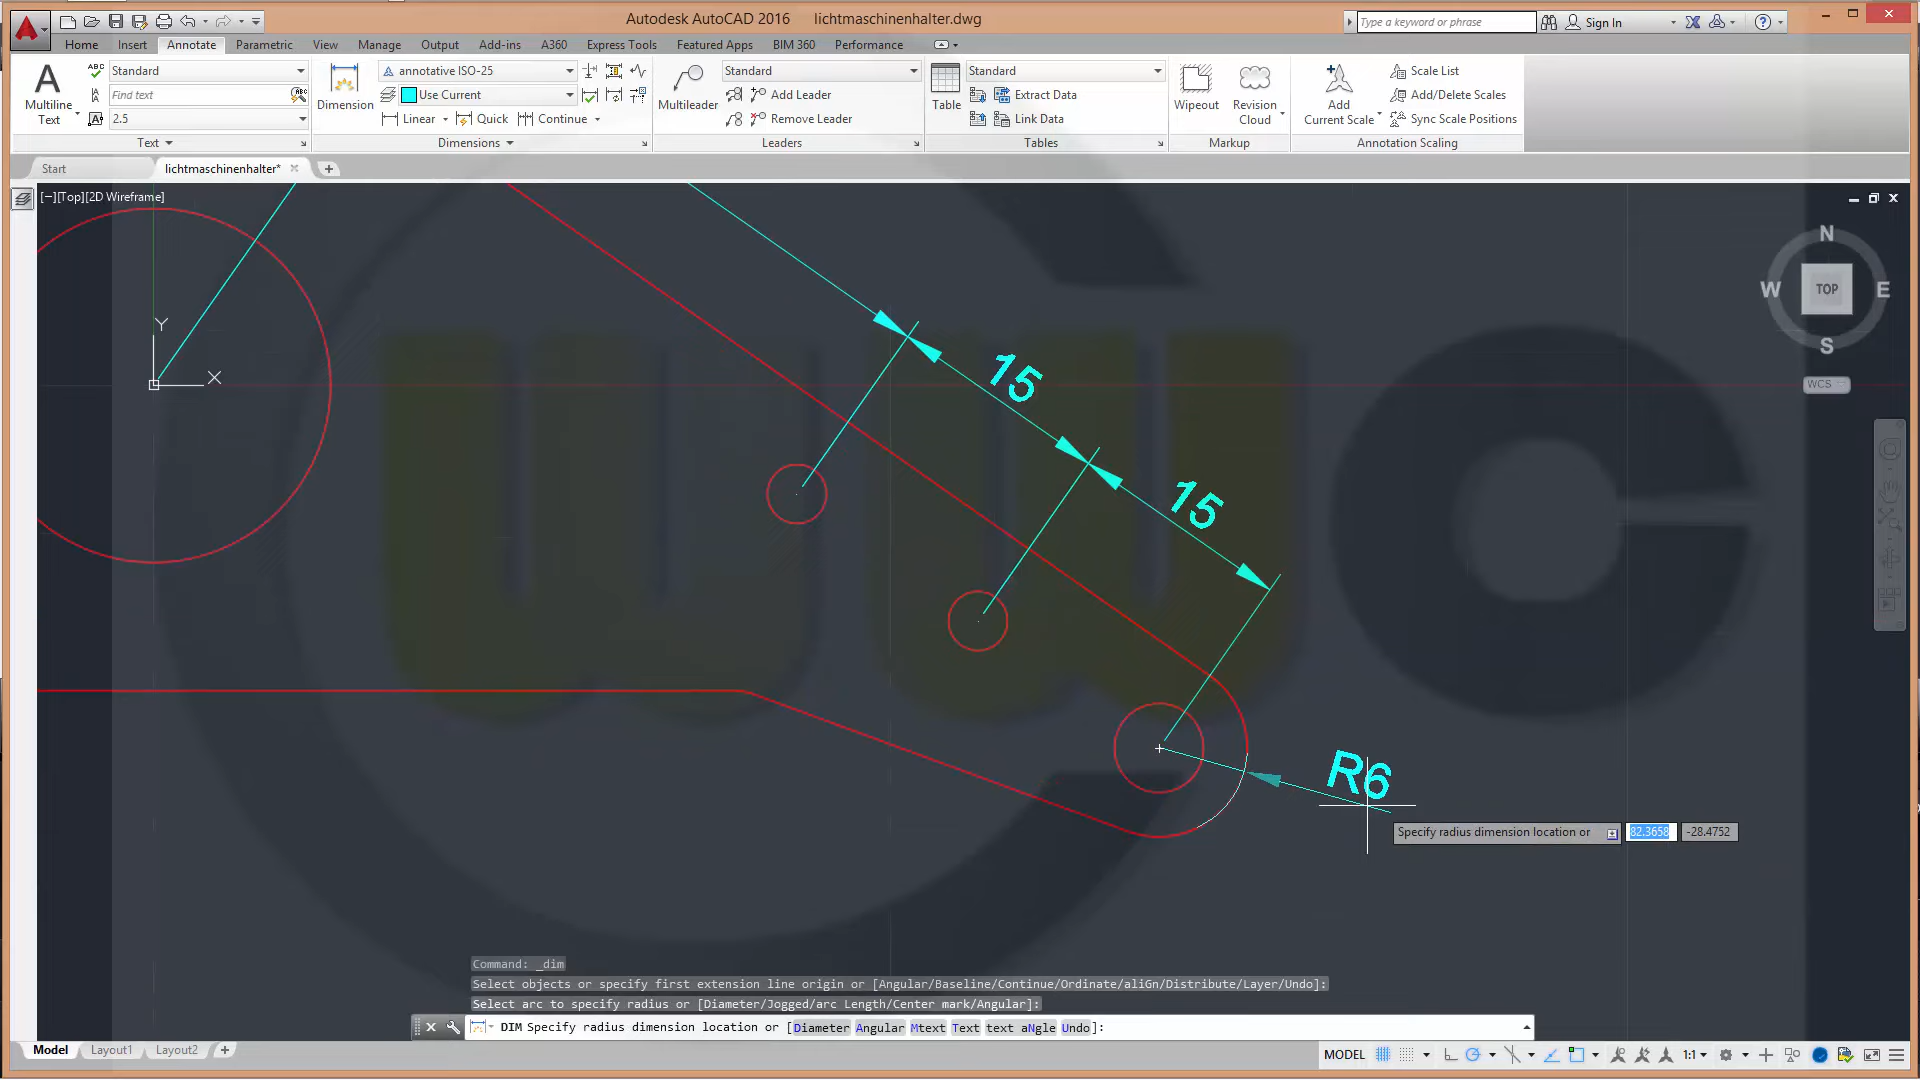 Autodesk AutoCAD 2016 lichtmaschinenhalter.dwg
Type a keyword or phrase
Sign In
Home Insert Annotate Parametric View Manage Output Add-ins A360 Express Tools Featured Apps BIM 360 Performance
A
Multiline
Text
ABC
Standard
Find text
2.5
Dimension
annotative ISO-25
Use Current
Linear Quick Continue
Multileader
Standard
Add Leader
Remove Leader
Table
Standard
Extract Data
Link Data
Wipeout
Revision
Cloud
Add
Current Scale
Scale List
Add/Delete Scales
Sync Scale Positions
Text Dimensions Leaders Tables Markup Annotation Scaling
Start lichtmaschinenhalter*
[−][Top][2D Wireframe]
N
W TOP E
S
WCS
Y
X
15
15
R6
Specify radius dimension location or 82.3658 -28.4752
Command: _dim
Select objects or specify first extension line origin or [Angular/Baseline/Continue/Ordinate/aliGn/Distribute/Layer/Undo]:
Select arc to specify radius or [Diameter/Jogged/arc Length/Center mark/Angular]:
DIM Specify radius dimension location or [Diameter Angular Mtext Text text aNgle Undo]:
Model Layout1 Layout2
MODEL 1:1